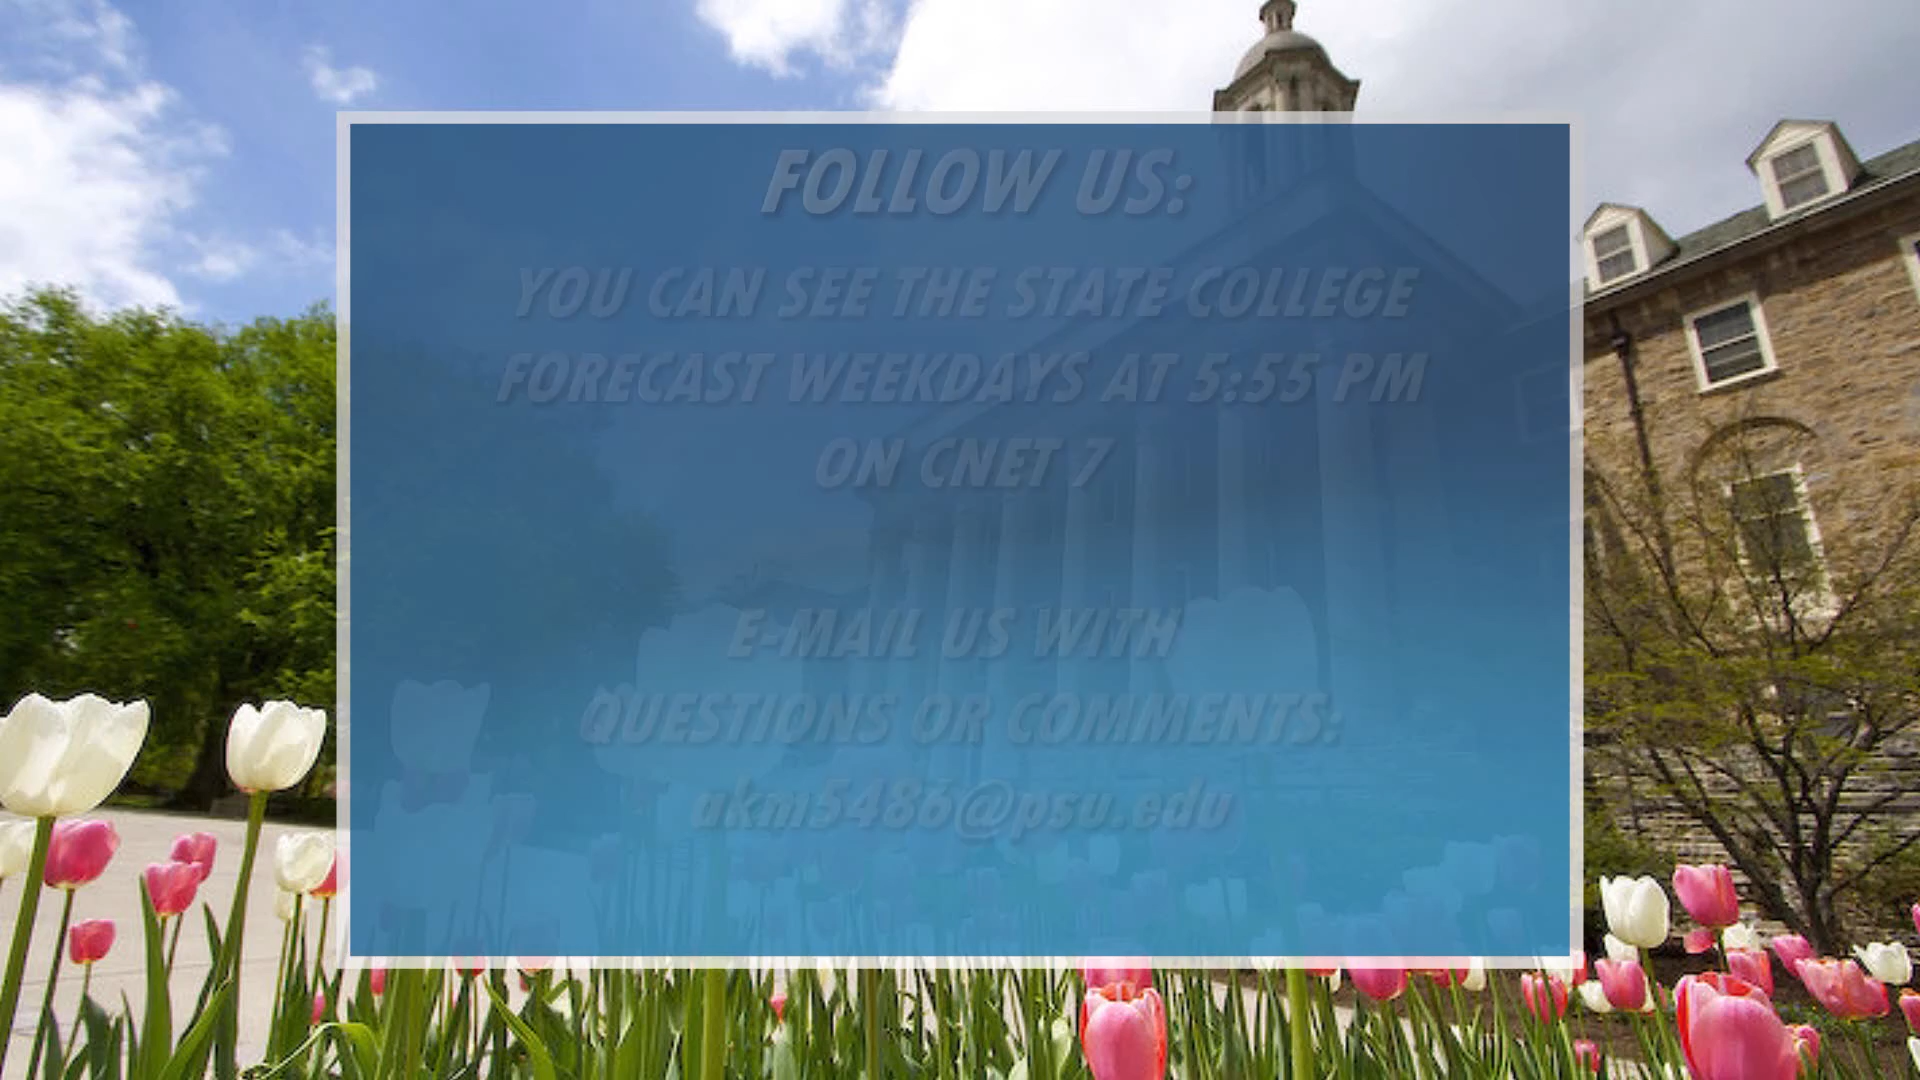 FOLLOW US:
YOU CAN SEE THE STATE COLLEGE
FORECAST WEEKDAYS AT 5:55 PM
ON CNET 7
E-MAIL US WITH
QUESTIONS OR COMMENTS:
akm5486@psu.edu